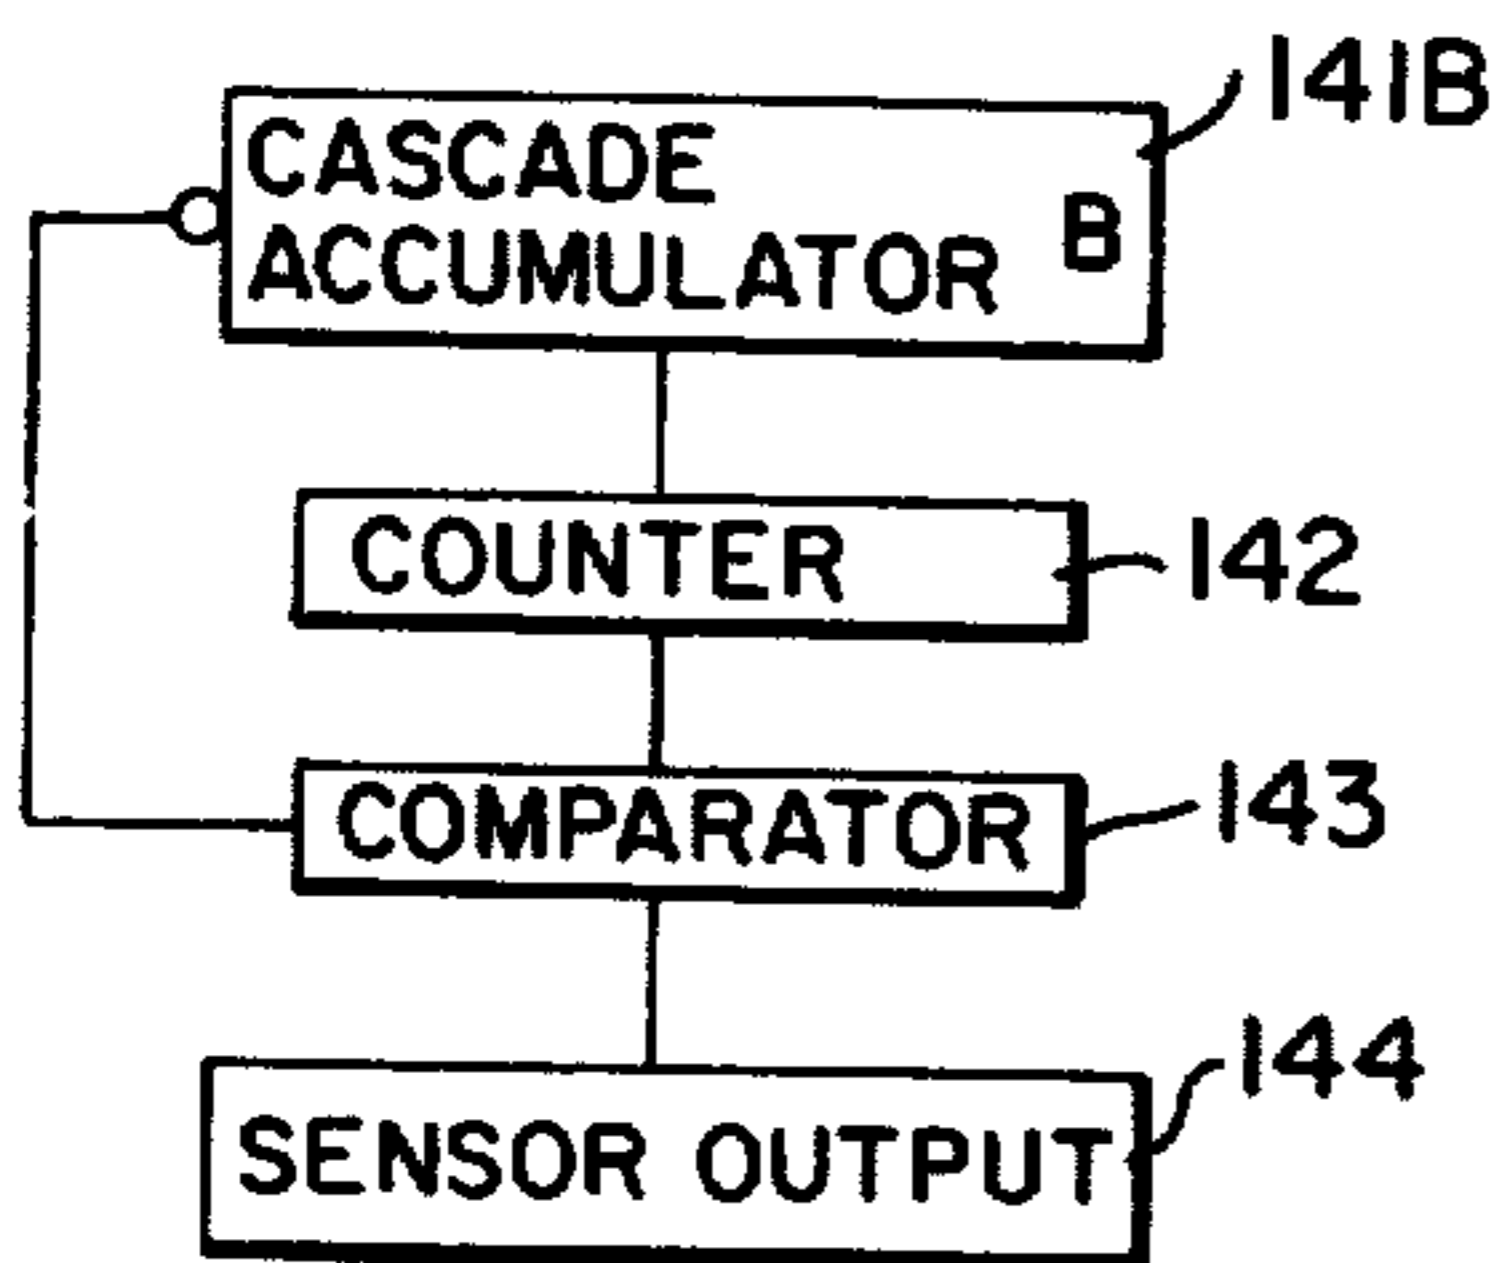 141B
CASCADE
ACCUMULATOR B
COUNTER 142
COMPARATOR 143
144
SENSOR OUTPUT